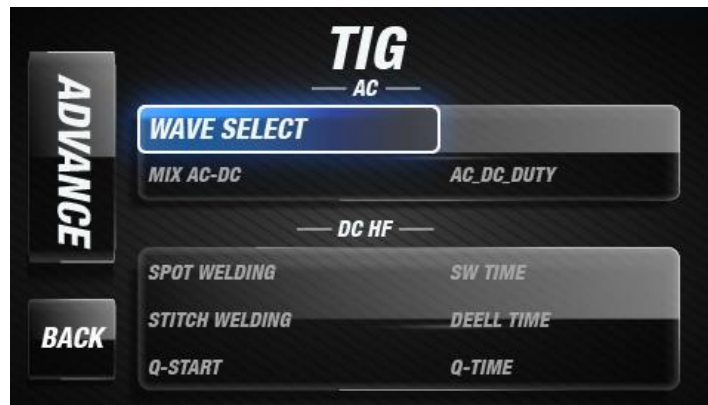 TIG
AC
ADVANCE
WAVE SELECT
MIX AC-DC AC_DC_DUTY
DC HF
SPOT WELDING SW TIME
STITCH WELDING DEELL TIME
BACK
Q-START Q-TIME